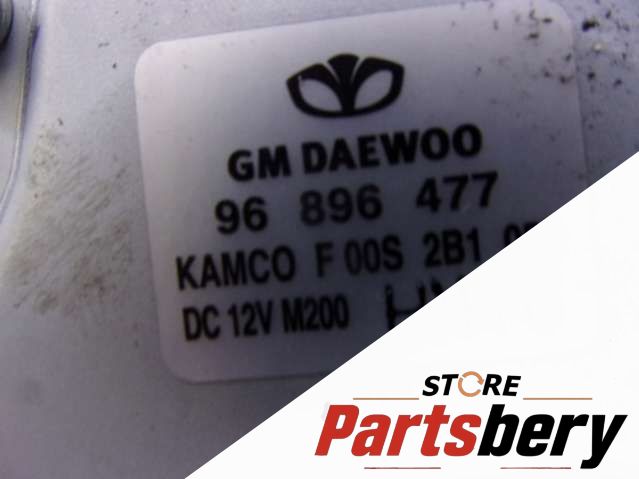 GM DAEWOO
96 896 477
KAMCO F 00S 2B1
DC 12V M200
STORE
Partsbery